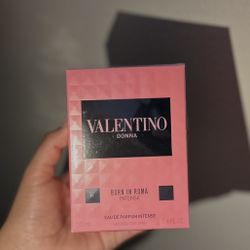 VALENTINO
DONNA
BORN IN ROMA
INTENSE
EAU DE PARFUM INTENSE